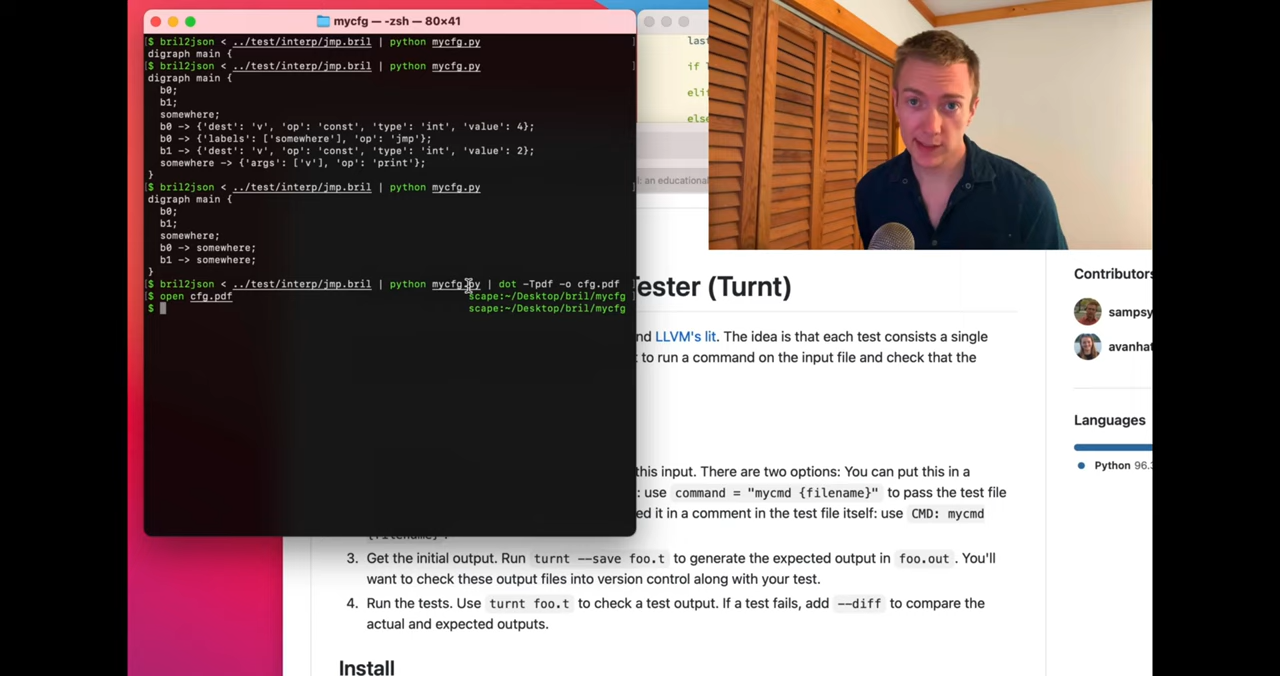 mycfg — -zsh — 80×41
$ bril2json < ../test/interp/jmp.bril | python mycfg.py
digraph main {
$ bril2json < ../test/interp/jmp.bril | python mycfg.py
digraph main {
b0;
b1;
somewhere;
b0 -> {'dest': 'v', 'op': 'const', 'type': 'int', 'value': 4};
b0 -> {'labels': ['somewhere'], 'op': 'jmp'};
b1 -> {'dest': 'v', 'op': 'const', 'type': 'int', 'value': 2};
somewhere -> {'args': ['v'], 'op': 'print'};
}
$ bril2json < ../test/interp/jmp.bril | python mycfg.py
digraph main {
b0;
b1;
somewhere;
b0 -> somewhere;
b1 -> somewhere;
}
$ bril2json < ../test/interp/jmp.bril | python mycfg.py | dot -Tpdf -o cfg.pdf
$ open cfg.pdf scape:~/Desktop/bril/mycfg
$ scape:~/Desktop/bril/mycfg
las
if l
elif
else
l: an educational
Tester (Turnt)
nd LLVM's lit. The idea is that each test consists a single
t to run a command on the input file and check that the
this input. There are two options: You can put this in a
: use command = "mycmd {filename}" to pass the test file
ed it in a comment in the test file itself: use CMD: mycmd
{filename} .
3. Get the initial output. Run turnt --save foo.t to generate the expected output in foo.out . You'll
want to check these output files into version control along with your test.
4. Run the tests. Use turnt foo.t to check a test output. If a test fails, add --diff to compare the
actual and expected outputs.
Install
Contributors
sampsy
avanhat
Languages
Python 96.